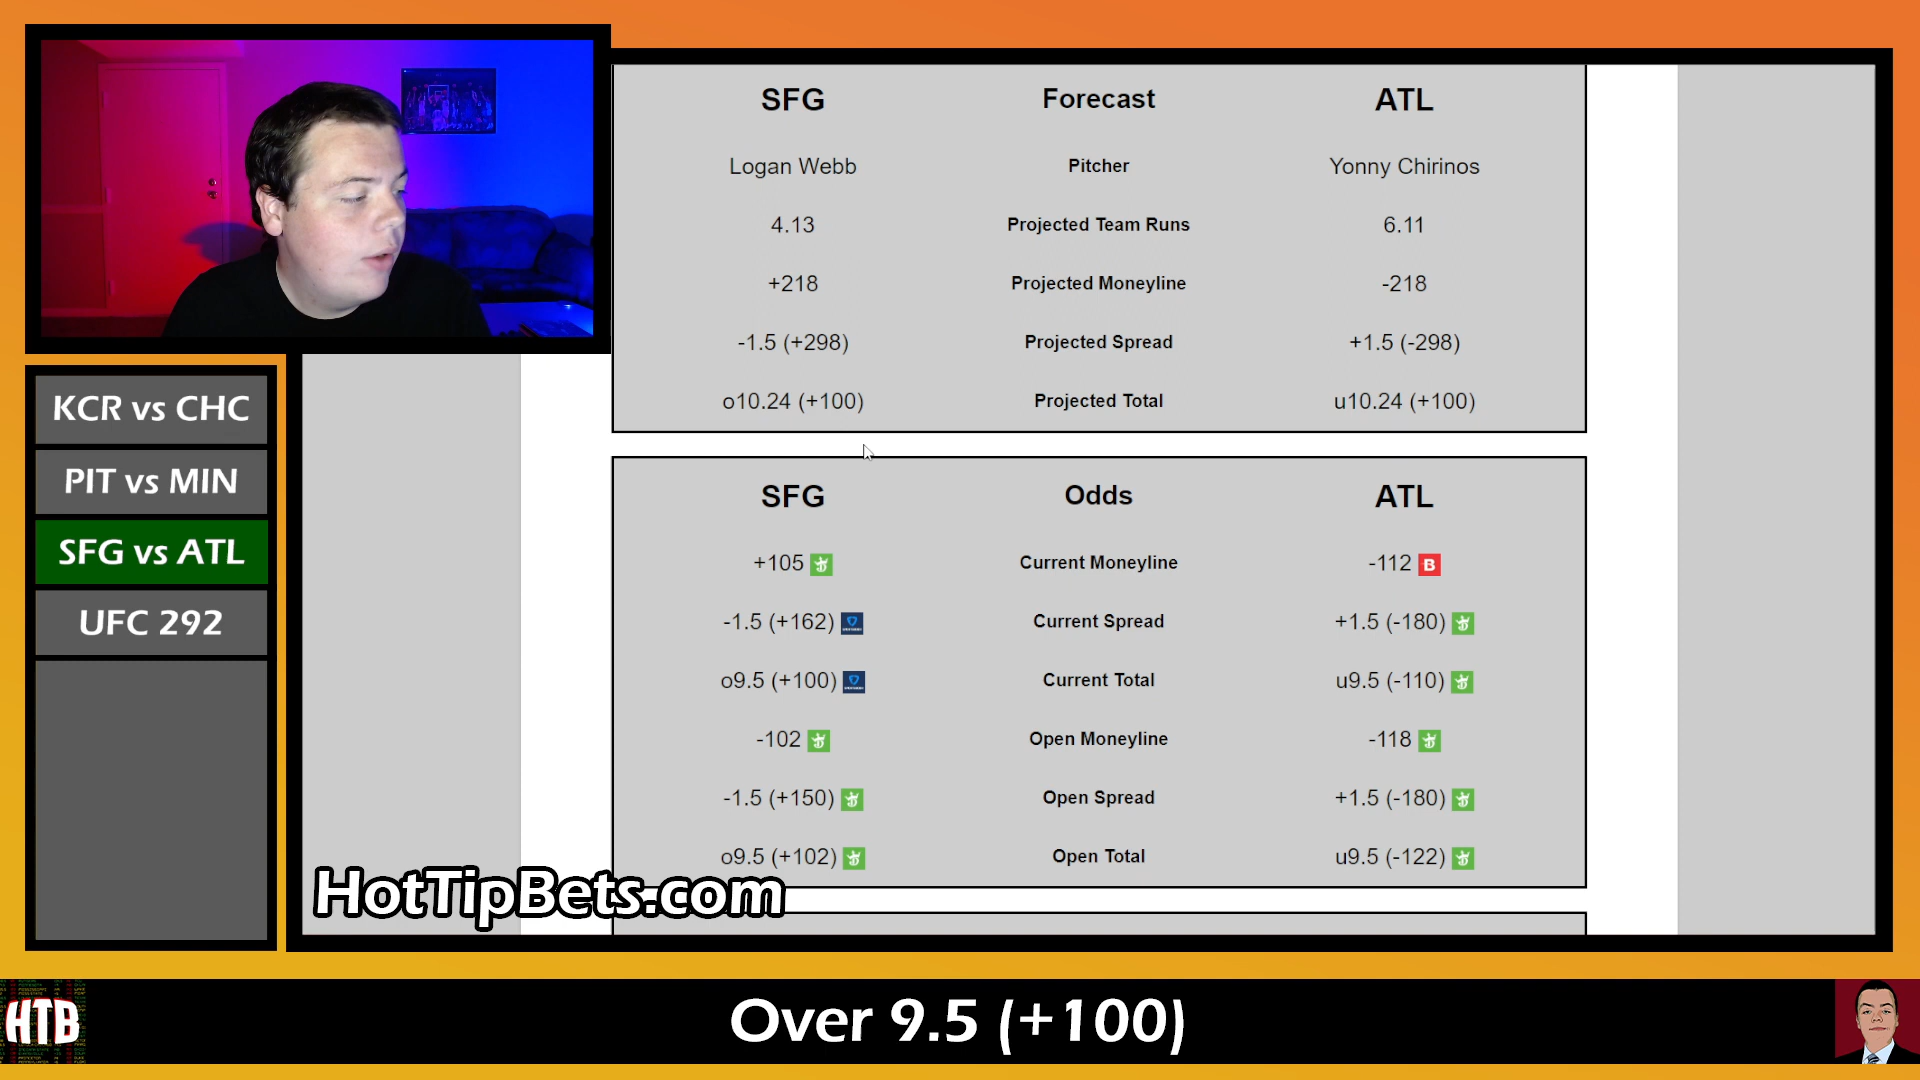 SFG Forecast ATL
Logan Webb Pitcher Yonny Chirinos
4.13 Projected Team Runs 6.11
+218 Projected Moneyline -218
-1.5 (+298) Projected Spread +1.5 (-298)
o10.24 (+100) Projected Total u10.24 (+100)
SFG Odds ATL
+105 Current Moneyline -112 B
-1.5 (+162) Current Spread +1.5 (-180)
o9.5 (+100) Current Total u9.5 (-110)
-102 Open Moneyline -118
-1.5 (+150) Open Spread +1.5 (-180)
o9.5 (+102) Open Total u9.5 (-122)
KCR vs CHC
PIT vs MIN
SFG vs ATL
UFC 292
HotTipBets.com
HTB
Over 9.5 (+100)